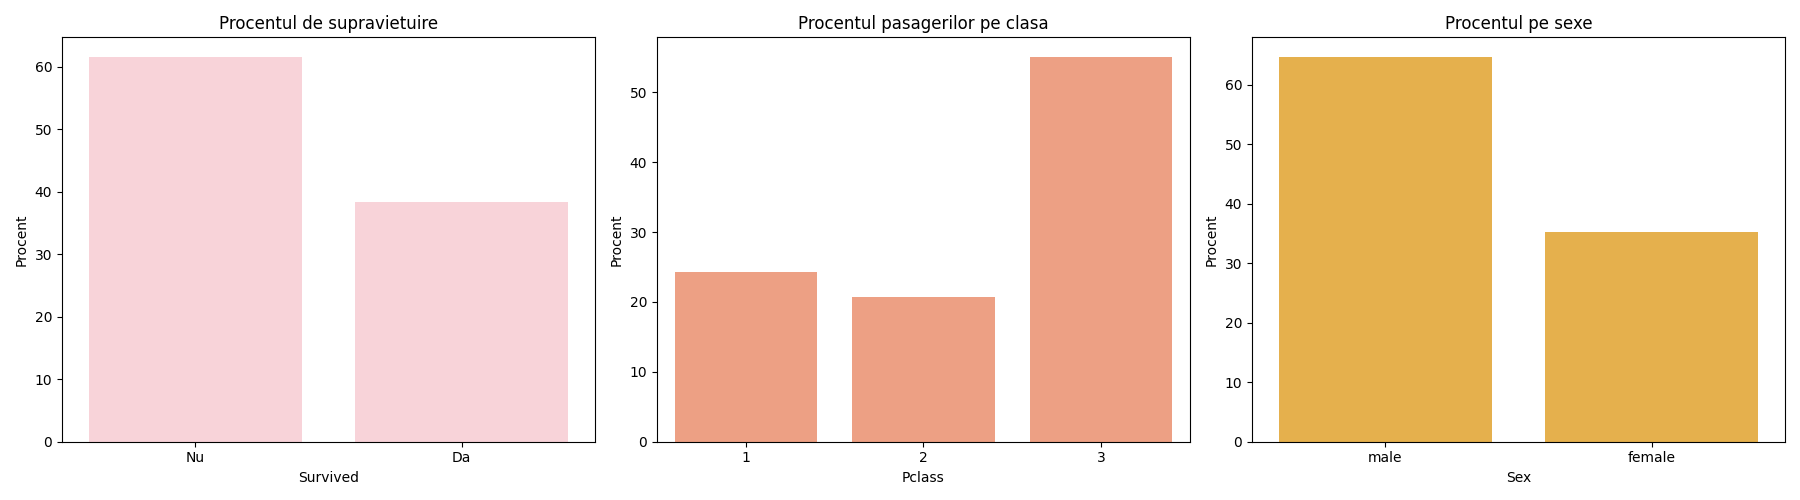 Procentul de supravietuire
Procent
60
50
40
30
20
10
0
Nu Da
Survived
Procentul pasagerilor pe clasa
Procent
50
40
30
20
10
0
1 2 3
Pclass
Procentul pe sexe
Procent
60
50
40
30
20
10
0
male female
Sex